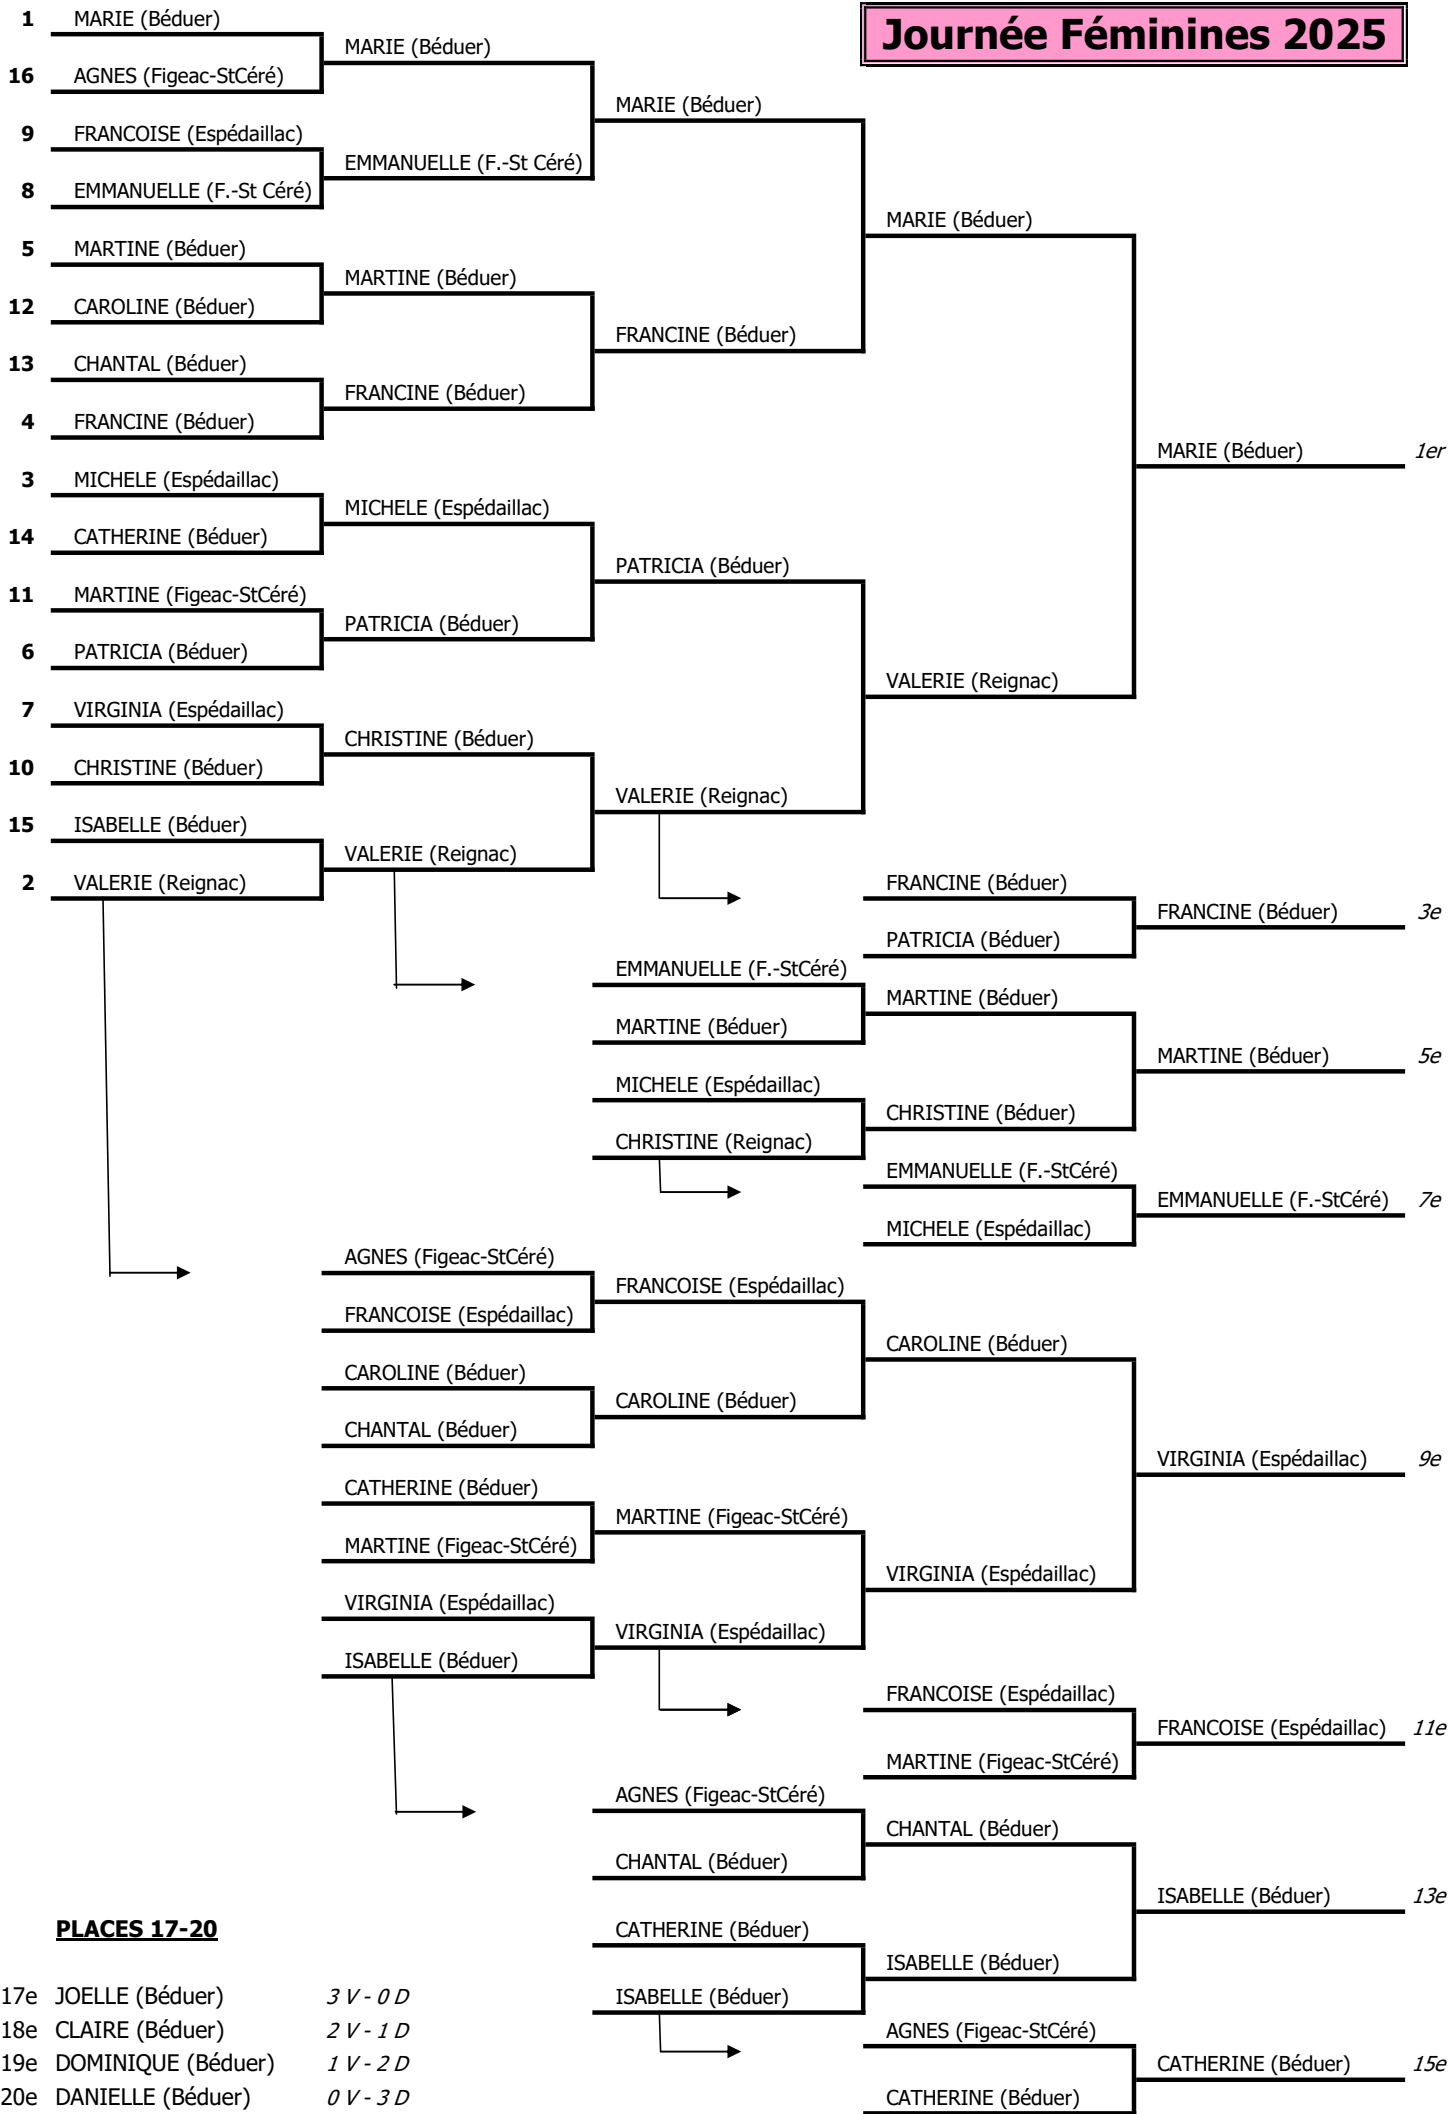 Journée Féminines 2025
1 MARIE (Béduer)
MARIE (Béduer)
16 AGNES (Figeac-StCéré)
MARIE (Béduer)
9 FRANCOISE (Espédaillac)
EMMANUELLE (F.-St Céré)
8 EMMANUELLE (F.-St Céré)
MARIE (Béduer)
5 MARTINE (Béduer)
MARTINE (Béduer)
12 CAROLINE (Béduer)
FRANCINE (Béduer)
13 CHANTAL (Béduer)
FRANCINE (Béduer)
4 FRANCINE (Béduer)
MARIE (Béduer) 1er
3 MICHELE (Espédaillac)
MICHELE (Espédaillac)
14 CATHERINE (Béduer)
PATRICIA (Béduer)
11 MARTINE (Figeac-StCéré)
PATRICIA (Béduer)
6 PATRICIA (Béduer)
VALERIE (Reignac)
7 VIRGINIA (Espédaillac)
CHRISTINE (Béduer)
10 CHRISTINE (Béduer)
VALERIE (Reignac)
15 ISABELLE (Béduer)
VALERIE (Reignac)
2 VALERIE (Reignac)
FRANCINE (Béduer)
FRANCINE (Béduer) 3e
PATRICIA (Béduer)
EMMANUELLE (F.-StCéré)
MARTINE (Béduer)
MARTINE (Béduer)
MARTINE (Béduer) 5e
MICHELE (Espédaillac)
CHRISTINE (Béduer)
CHRISTINE (Reignac)
EMMANUELLE (F.-StCéré)
EMMANUELLE (F.-StCéré) 7e
MICHELE (Espédaillac)
AGNES (Figeac-StCéré)
FRANCOISE (Espédaillac)
FRANCOISE (Espédaillac)
CAROLINE (Béduer)
CAROLINE (Béduer)
CAROLINE (Béduer)
CHANTAL (Béduer)
VIRGINIA (Espédaillac) 9e
CATHERINE (Béduer)
MARTINE (Figeac-StCéré)
MARTINE (Figeac-StCéré)
VIRGINIA (Espédaillac)
VIRGINIA (Espédaillac)
VIRGINIA (Espédaillac)
ISABELLE (Béduer)
FRANCOISE (Espédaillac)
FRANCOISE (Espédaillac) 11e
MARTINE (Figeac-StCéré)
AGNES (Figeac-StCéré)
CHANTAL (Béduer)
CHANTAL (Béduer)
ISABELLE (Béduer) 13e
CATHERINE (Béduer)
ISABELLE (Béduer)
ISABELLE (Béduer)
AGNES (Figeac-StCéré)
CATHERINE (Béduer) 15e
CATHERINE (Béduer)
PLACES 17-20
17e JOELLE (Béduer) 3 V - 0 D
18e CLAIRE (Béduer) 2 V - 1 D
19e DOMINIQUE (Béduer) 1 V - 2 D
20e DANIELLE (Béduer) 0 V - 3 D